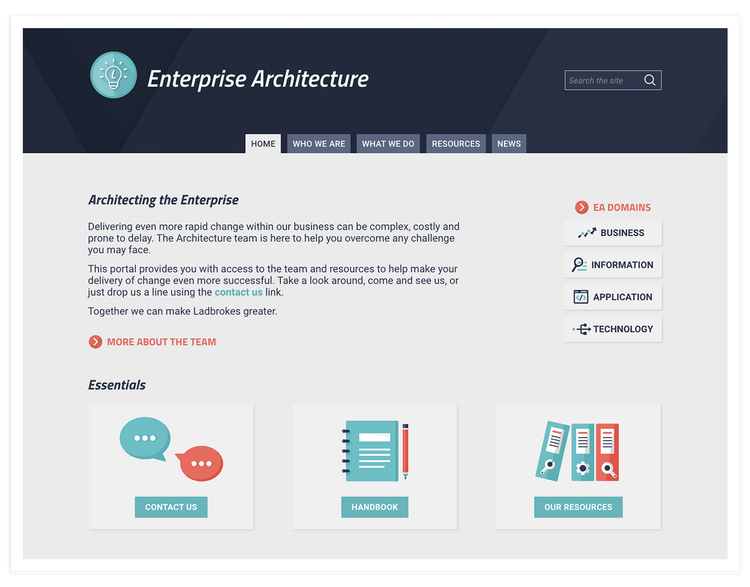 L
Enterprise Architecture
Search the site
HOME
WHO WE ARE
WHAT WE DO
RESOURCES
NEWS
Architecting the Enterprise
Delivering even more rapid change within our business can be complex, costly and
prone to delay. The Architecture team is here to help you overcome any challenge
you may face.
This portal provides you with access to the team and resources to help make your
delivery of change even more successful. Take a look around, come and see us, or
just drop us a line using the contact us link.
Together we can make Ladbrokes greater.
MORE ABOUT THE TEAM
EA DOMAINS
BUSINESS
INFORMATION
APPLICATION
TECHNOLOGY
Essentials
CONTACT US
HANDBOOK
OUR RESOURCES